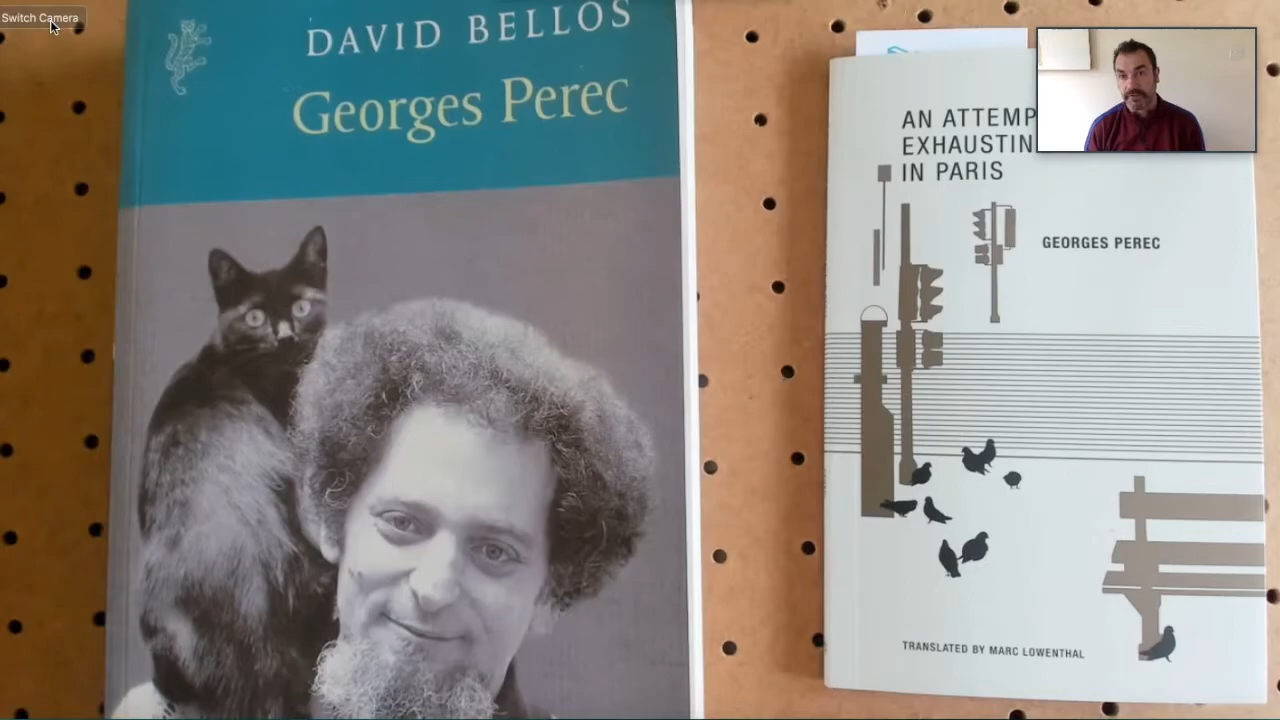 Switch Camera
DAVID BELLOS
Georges Perec
AN ATTEMP
EXHAUSTIN
IN PARIS
GEORGES PEREC
TRANSLATED BY MARC LOWENTHAL